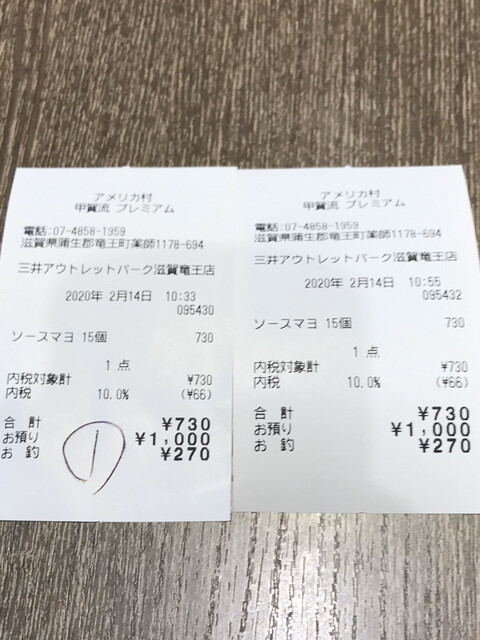 アメリカ村
甲賀流 プレミアム
電話:07-4858-1959
滋賀県蒲生郡竜王町薬師1178-694
三井アウトレットパーク滋賀竜王店
2020年 2月14日 10:33
095430
ソースマヨ 15個 730
1 点
内税対象計 ¥730
内税 10.0% (¥66)
合 計 ¥730
お預り ¥1,000
お 釣 ¥270
1
アメリカ村
甲賀流 プレミアム
電話:07-4858-1959
滋賀県蒲生郡竜王町薬師1178-694
三井アウトレットパーク滋賀竜王店
2020年 2月14日 10:55
095432
ソースマヨ 15個 730
1 点
内税対象計 ¥730
内税 10.0% (¥66)
合 計 ¥730
お預り ¥1,000
お 釣 ¥270